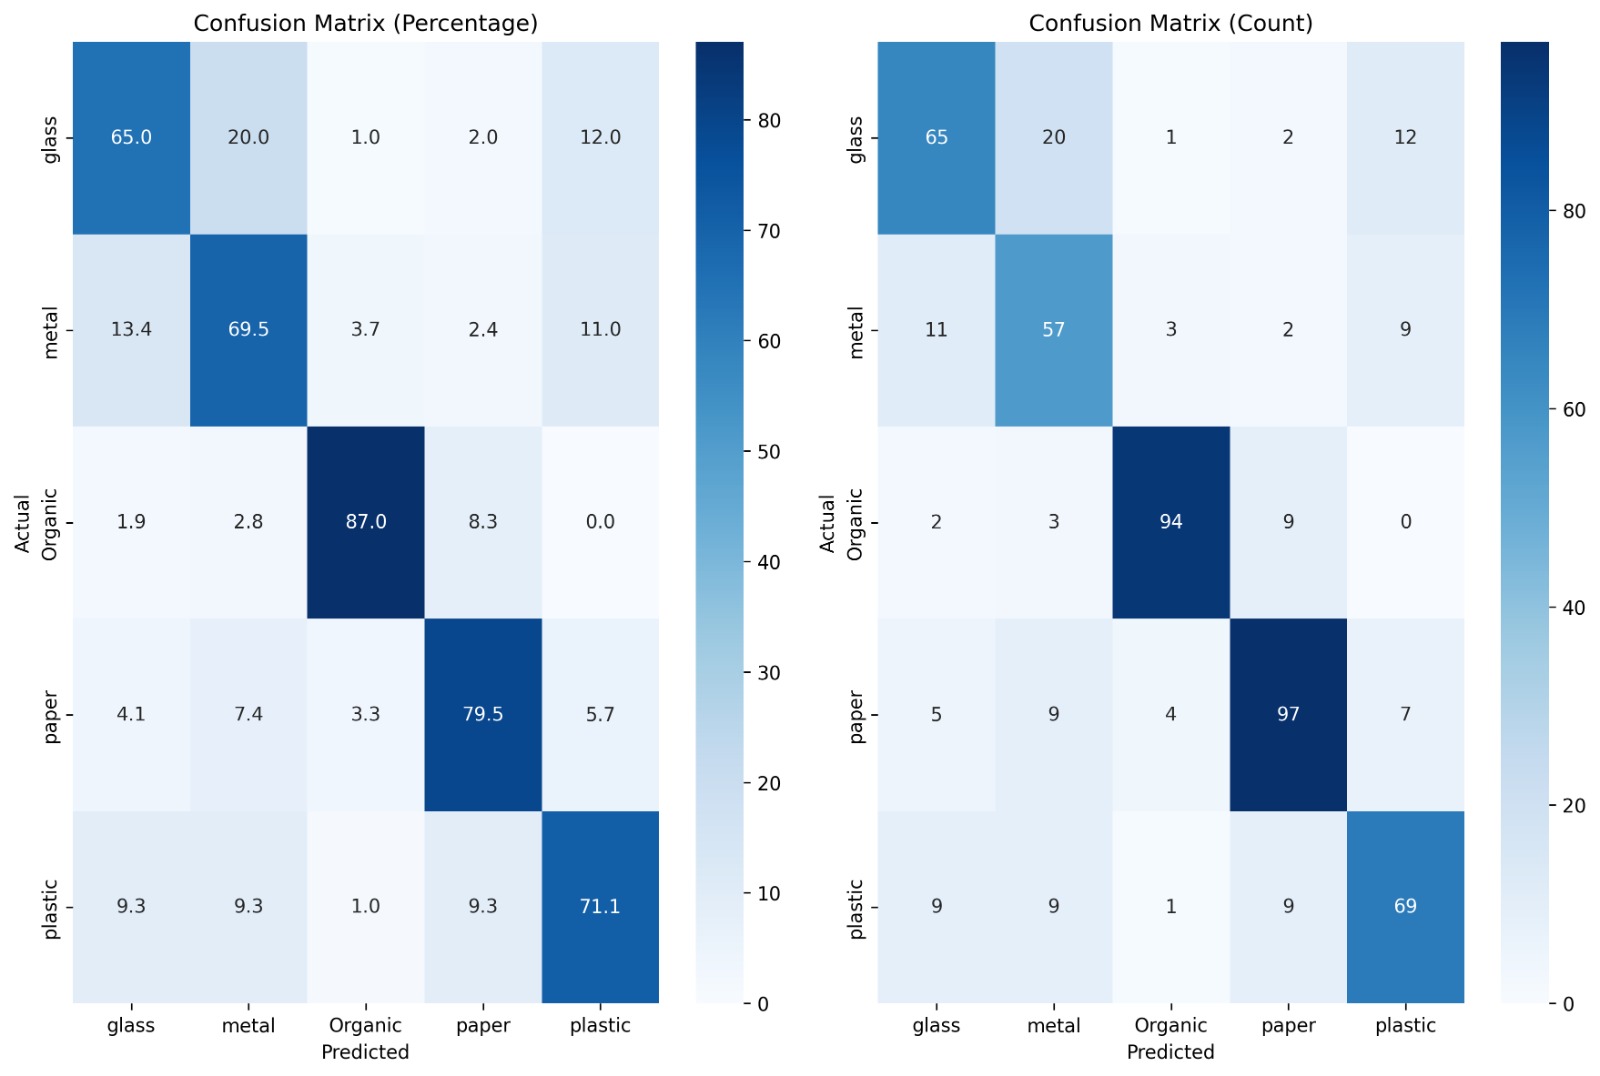 Confusion Matrix (Percentage)
glass 65.0 20.0 1.0 2.0 12.0
metal 13.4 69.5 3.7 2.4 11.0
Actual
Organic 1.9 2.8 87.0 8.3 0.0
paper 4.1 7.4 3.3 79.5 5.7
plastic 9.3 9.3 1.0 9.3 71.1
glass metal Organic paper plastic
Predicted
80
70
60
50
40
30
20
10
0
Confusion Matrix (Count)
glass 65 20 1 2 12
metal 11 57 3 2 9
Actual
Organic 2 3 94 9 0
paper 5 9 4 97 7
plastic 9 9 1 9 69
glass metal Organic paper plastic
Predicted
80
60
40
20
0